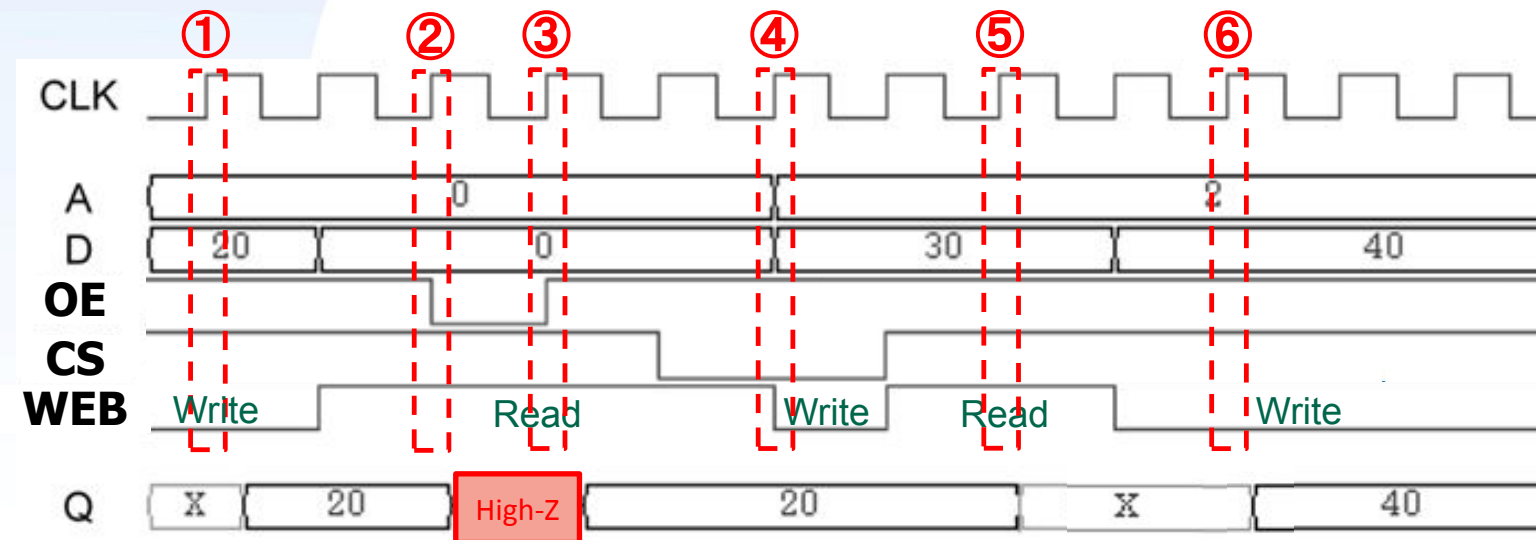 ① ② ③ ④ ⑤ ⑥
CLK
A 0 2
D 20 0 30 40
OE
CS
WEB Write Read Write Read Write
Q X 20 High-Z 20 X 40